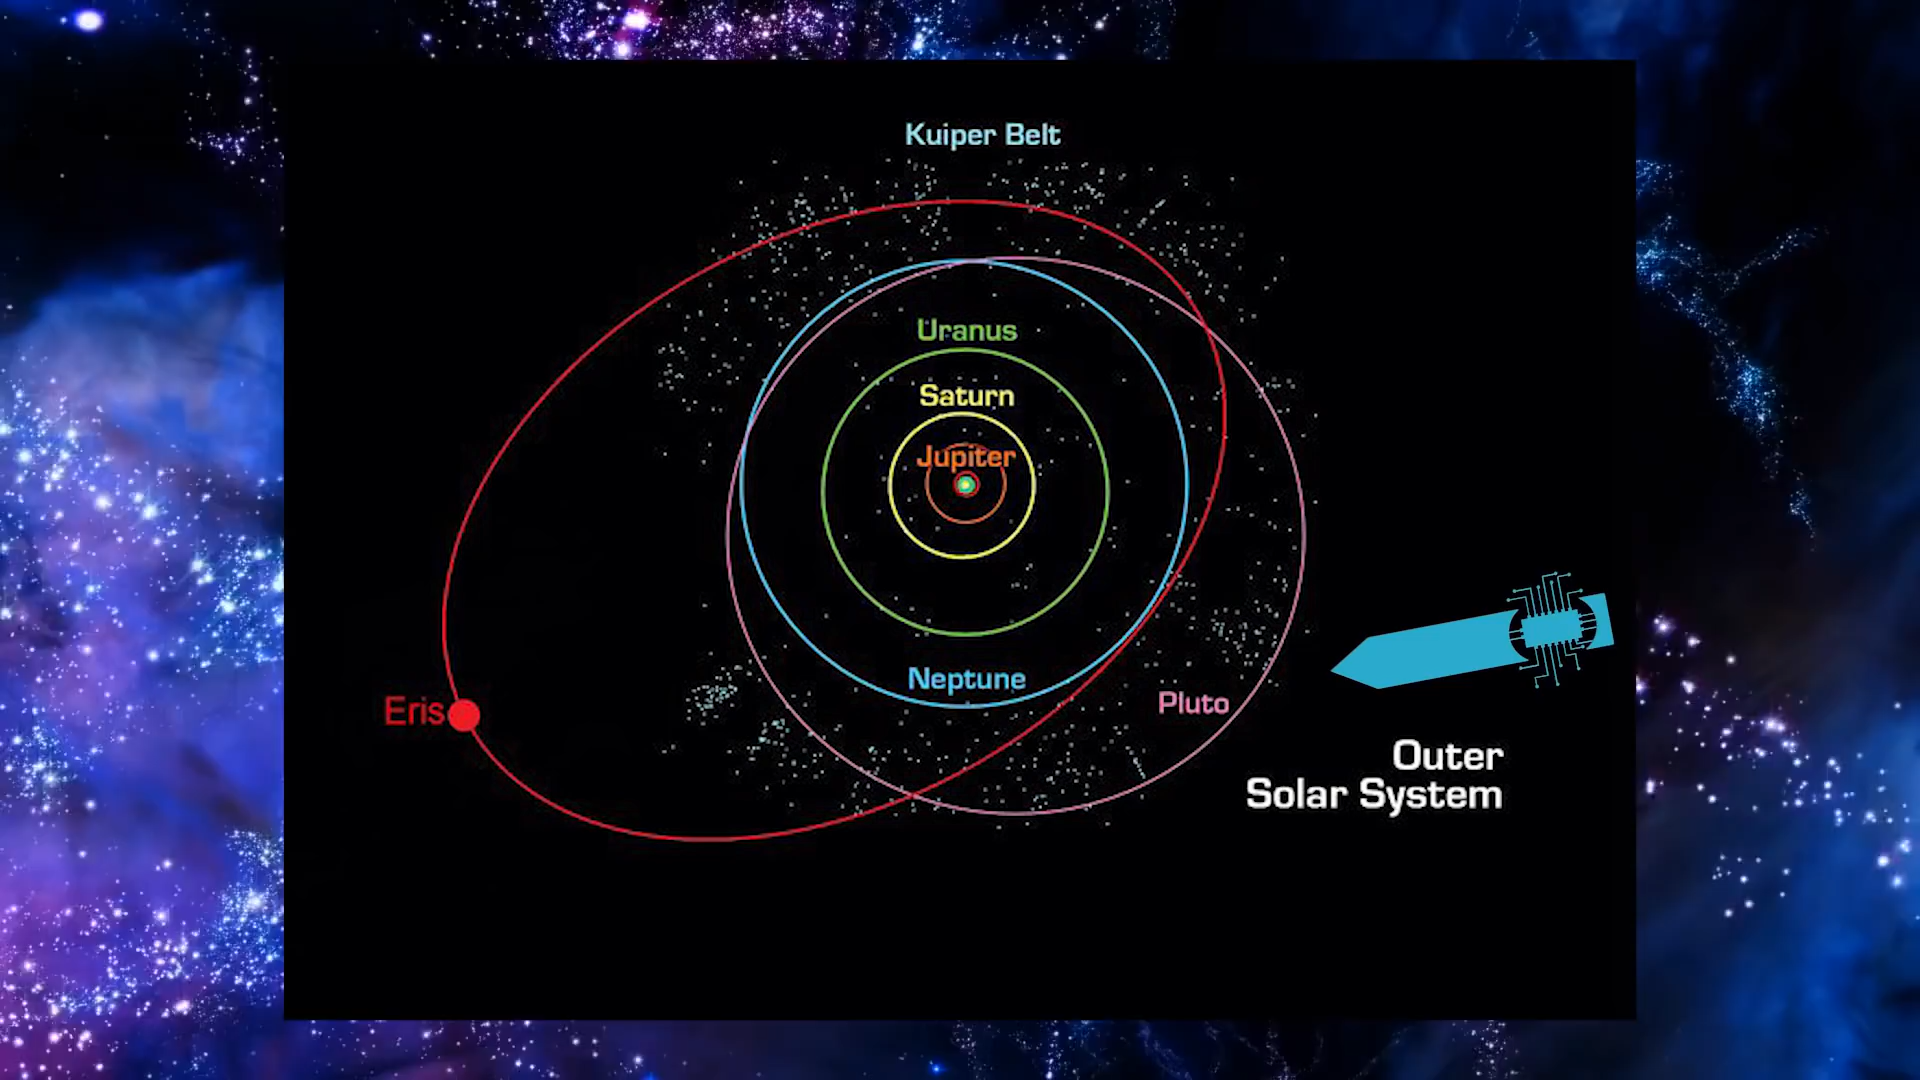 Kuiper Belt
Uranus
Saturn
Jupiter
Neptune
Pluto
Eris
Outer
Solar System